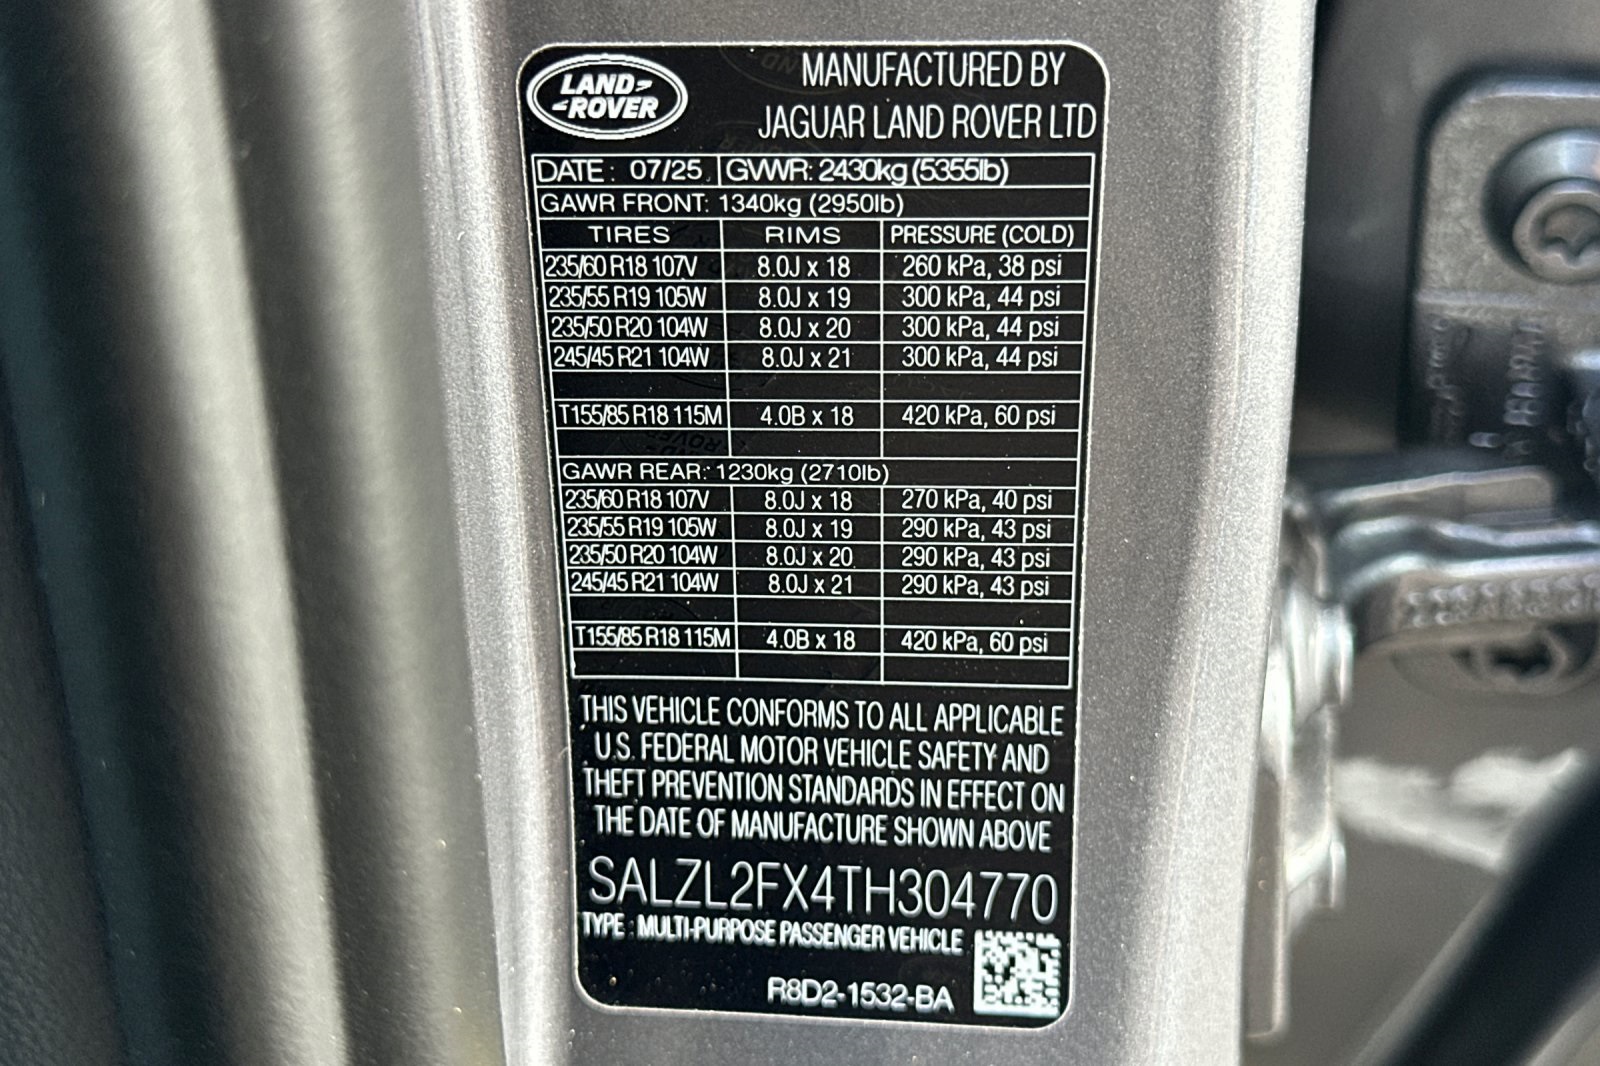 LAND ROVER
MANUFACTURED BY
JAGUAR LAND ROVER LTD
DATE : 07/25 GVWR: 2430kg (5355lb)
GAWR FRONT: 1340kg (2950lb)
TIRES RIMS PRESSURE (COLD)
235/60 R18 107V 8.0J x 18 260 kPa, 38 psi
235/55 R19 105W 8.0J x 19 300 kPa, 44 psi
235/50 R20 104W 8.0J x 20 300 kPa, 44 psi
245/45 R21 104W 8.0J x 21 300 kPa, 44 psi
T155/85 R18 115M 4.0B x 18 420 kPa, 60 psi
GAWR REAR: 1230kg (2710lb)
235/60 R18 107V 8.0J x 18 270 kPa, 40 psi
235/55 R19 105W 8.0J x 19 290 kPa, 43 psi
235/50 R20 104W 8.0J x 20 290 kPa, 43 psi
245/45 R21 104W 8.0J x 21 290 kPa, 43 psi
T155/85 R18 115M 4.0B x 18 420 kPa, 60 psi
THIS VEHICLE CONFORMS TO ALL APPLICABLE
U.S. FEDERAL MOTOR VEHICLE SAFETY AND
THEFT PREVENTION STANDARDS IN EFFECT ON
THE DATE OF MANUFACTURE SHOWN ABOVE
SALZL2FX4TH304770
TYPE : MULTI-PURPOSE PASSENGER VEHICLE
R8D2-1532-BA